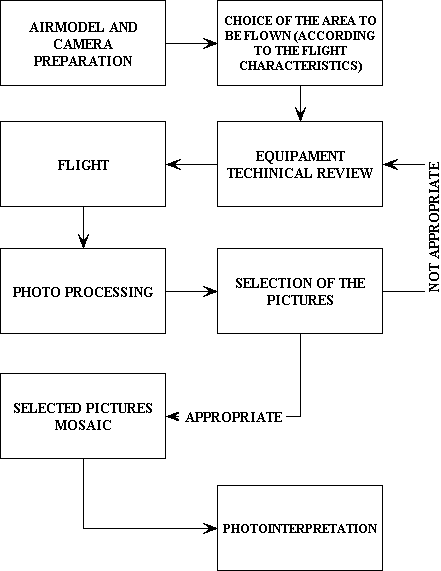 AIRMODEL AND
CAMERA
PREPARATION
CHOICE OF THE AREA TO
BE FLOWN (ACCORDING
TO THE FLIGHT
CHARACTERISTICS)
FLIGHT
EQUIPAMENT
TECHINICAL REVIEW
NOT APPROPRIATE
PHOTO PROCESSING
SELECTION OF THE
PICTURES
SELECTED PICTURES
MOSAIC
APPROPRIATE
PHOTOINTERPRETATION